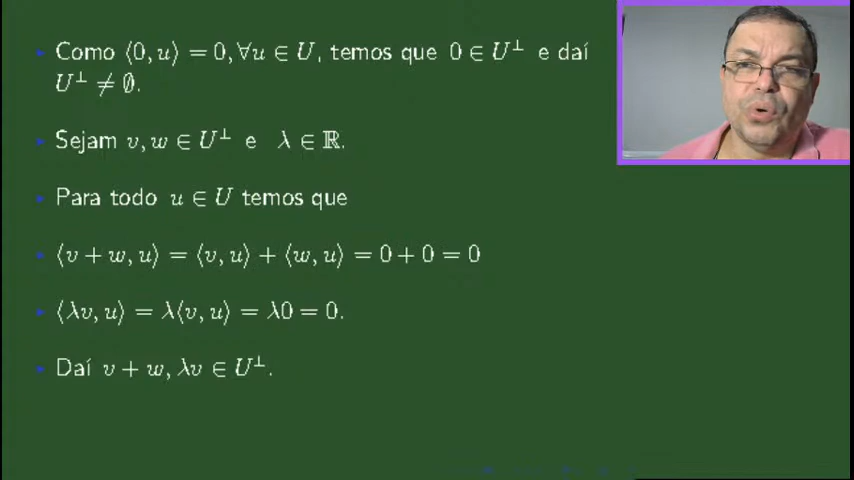 • Como ⟨0, u⟩ = 0, ∀u ∈ U, temos que 0 ∈ U⊥ e daí
U⊥ ≠ ∅.
• Sejam v, w ∈ U⊥ e λ ∈ ℝ.
• Para todo u ∈ U temos que
• ⟨v + w, u⟩ = ⟨v, u⟩ + ⟨w, u⟩ = 0 + 0 = 0
• ⟨λv, u⟩ = λ⟨v, u⟩ = λ0 = 0.
• Daí v + w, λv ∈ U⊥.